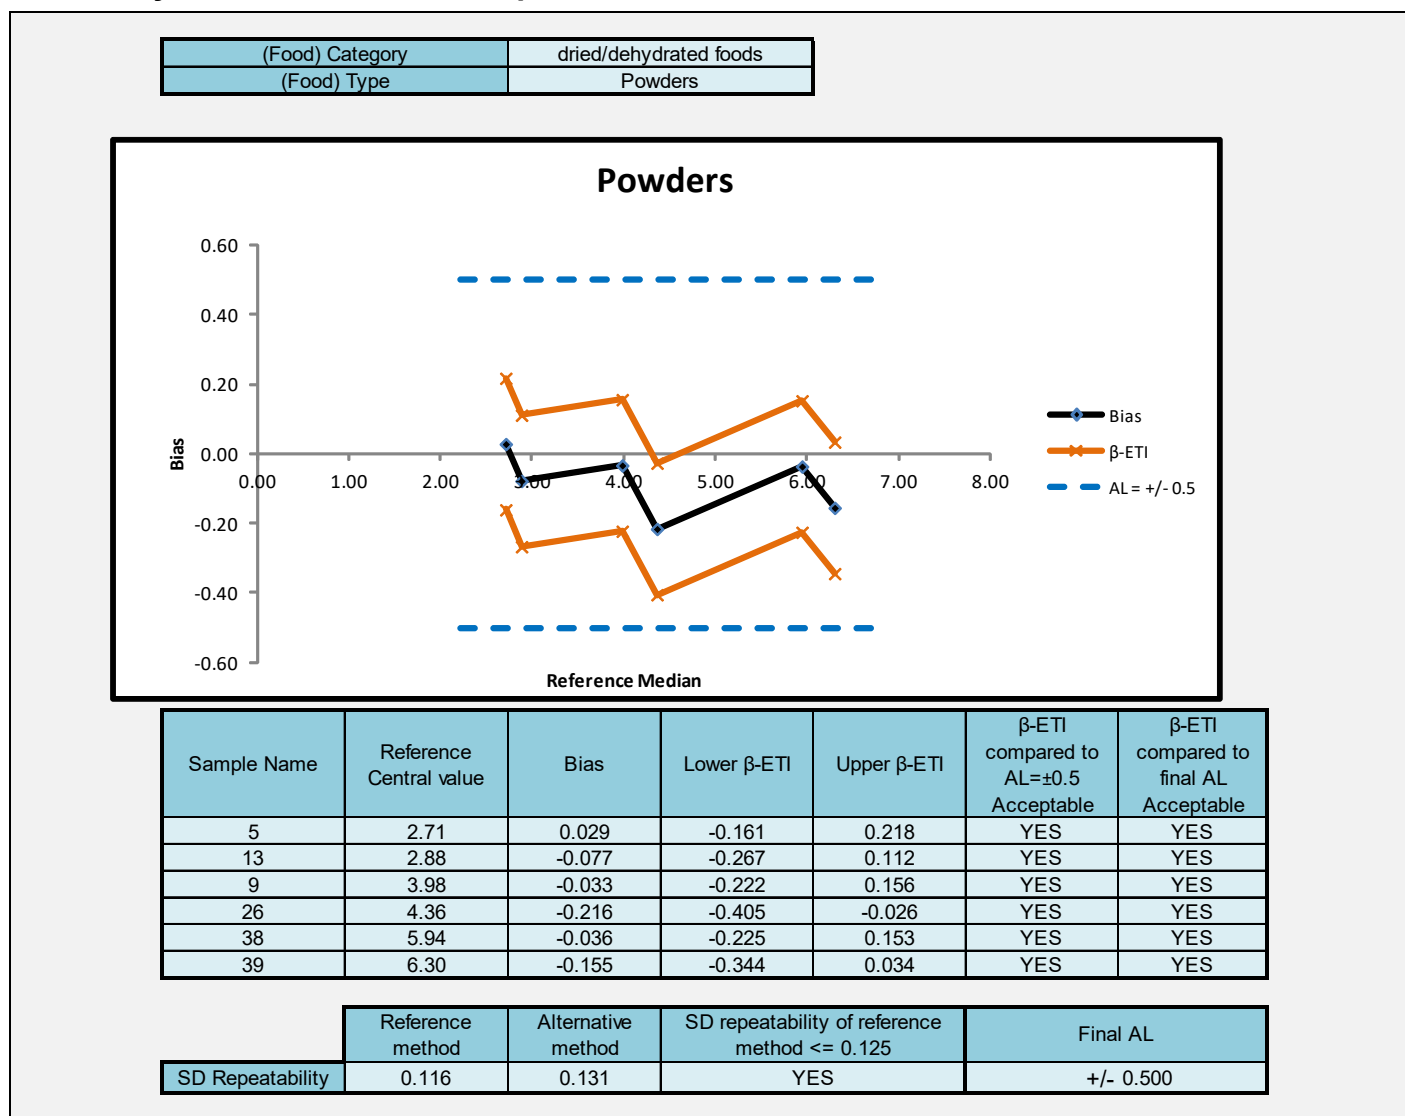 (Food) Category dried/dehydrated foods
(Food) Type Powders
Powders
0.60
0.40
0.20
0.00
-0.20
-0.40
-0.60
Bias
0.00 1.00 2.00 3.00 4.00 5.00 6.00 7.00 8.00
Reference Median
Bias
β-ETI
AL = +/- 0.5
Sample Name Reference Central value Bias Lower β-ETI Upper β-ETI β-ETI compared to AL=±0.5 Acceptable β-ETI compared to final AL Acceptable
5 2.71 0.029 -0.161 0.218 YES YES
13 2.88 -0.077 -0.267 0.112 YES YES
9 3.98 -0.033 -0.222 0.156 YES YES
26 4.36 -0.216 -0.405 -0.026 YES YES
38 5.94 -0.036 -0.225 0.153 YES YES
39 6.30 -0.155 -0.344 0.034 YES YES
Reference method Alternative method SD repeatability of reference method <= 0.125 Final AL
SD Repeatability 0.116 0.131 YES +/- 0.500